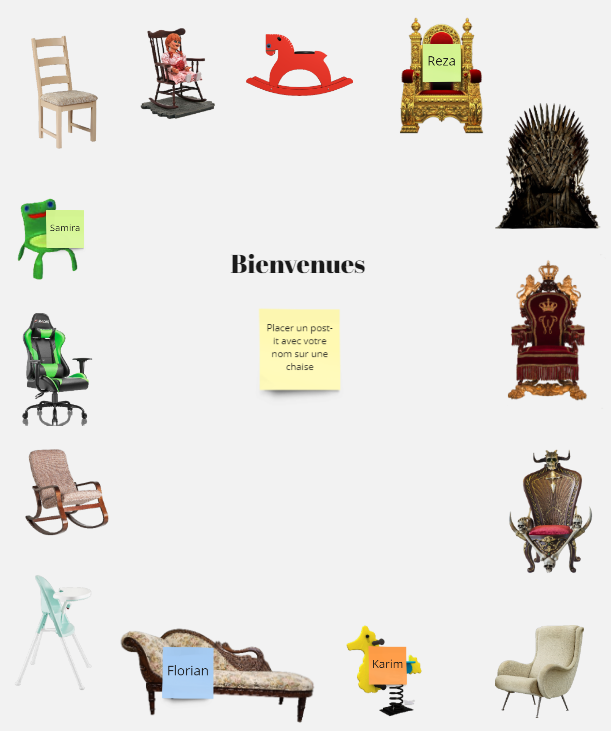 Reza
Samira
Bienvenues
Placer un post-
it avec votre
nom sur une
chaise
W
Florian
Karim